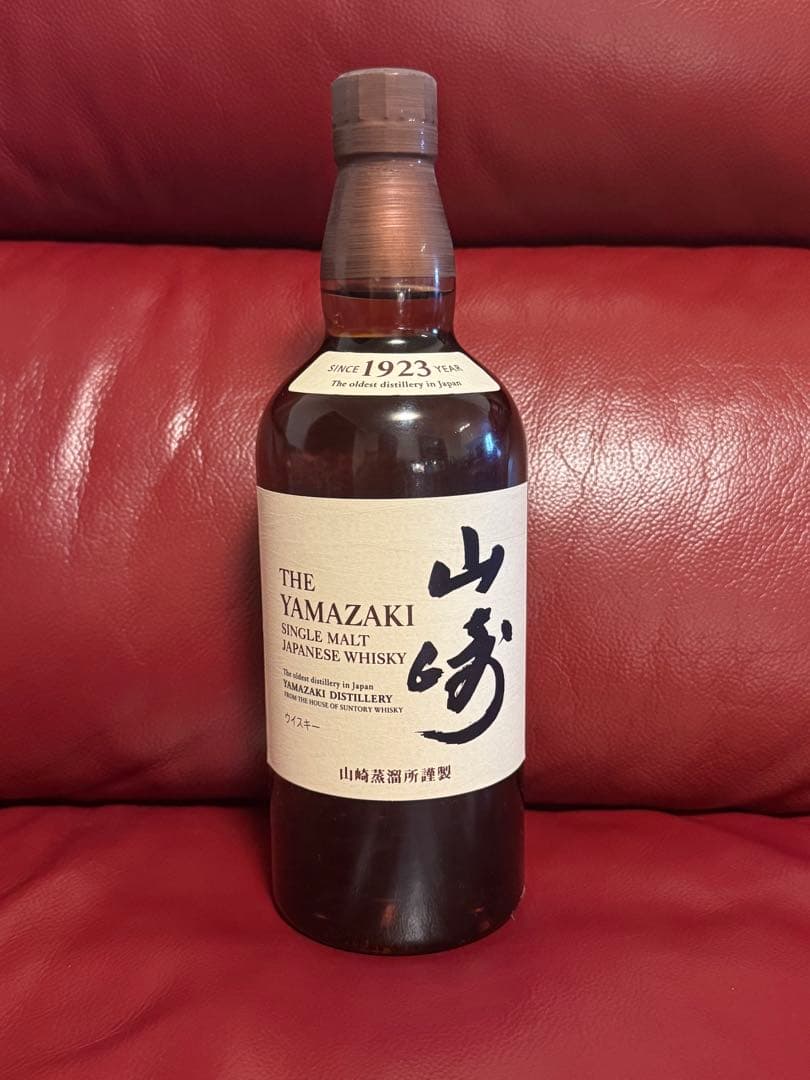 SINCE 1923 YEAR
The oldest distillery in Japan
山崎
THE
YAMAZAKI
SINGLE MALT
JAPANESE WHISKY
The oldest distillery in Japan
YAMAZAKI DISTILLERY
FROM THE HOUSE OF SUNTORY WHISKY
ウイスキー
山崎蒸溜所謹製